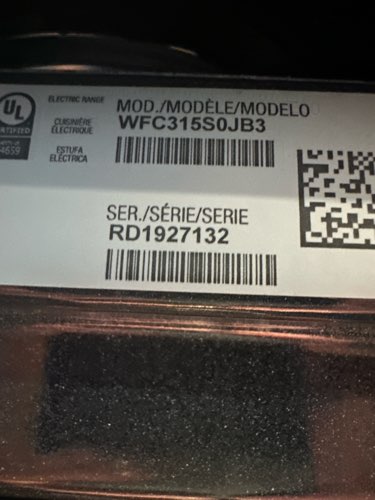 UL
CERTIFIED
ELECTRIC RANGE
CUISINIÈRE
ÉLECTRIQUE
ESTUFA
ELÉCTRICA
MOD./MODÈLE/MODELO
WFC315S0JB3
SER./SÉRIE/SERIE
RD1927132